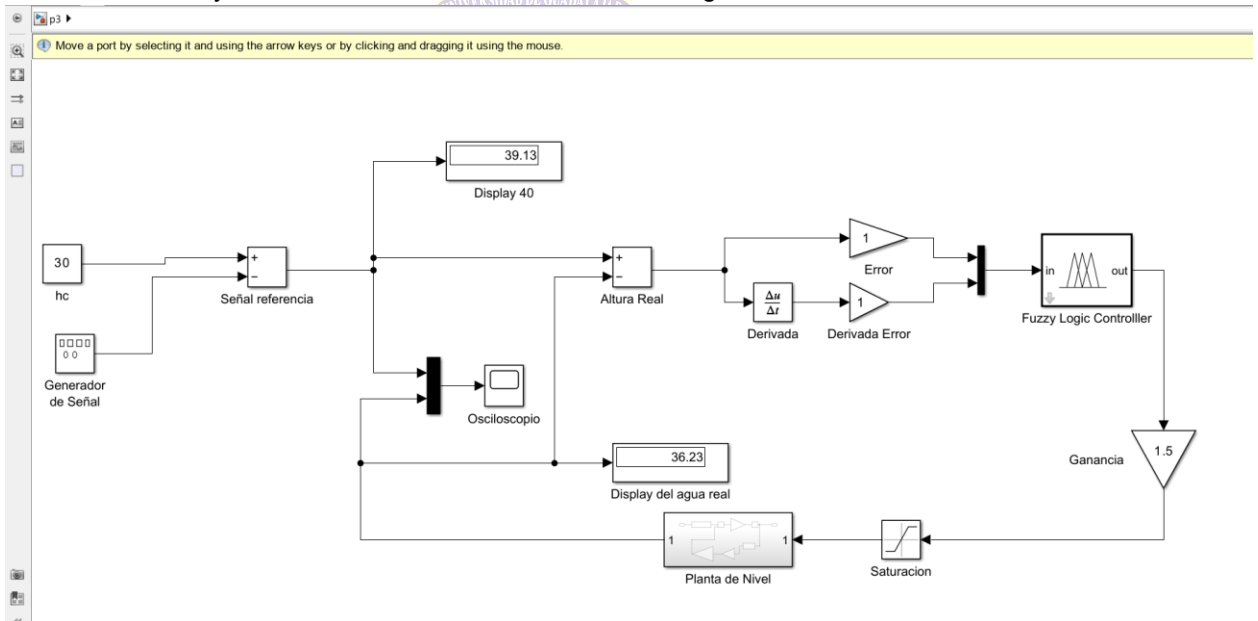 p3
Move a port by selecting it and using the arrow keys or by clicking and dragging it using the mouse.
39.13
Display 40
30
hc
+
−
Señal referencia
+
−
Altura Real
1
Error
Δu
Δt
Derivada
1
Derivada Error
in
out
Fuzzy Logic Controlller
Generador
de Señal
Osciloscopio
36.23
Display del agua real
1.5
Ganancia
1
1
Planta de Nivel
Saturacion